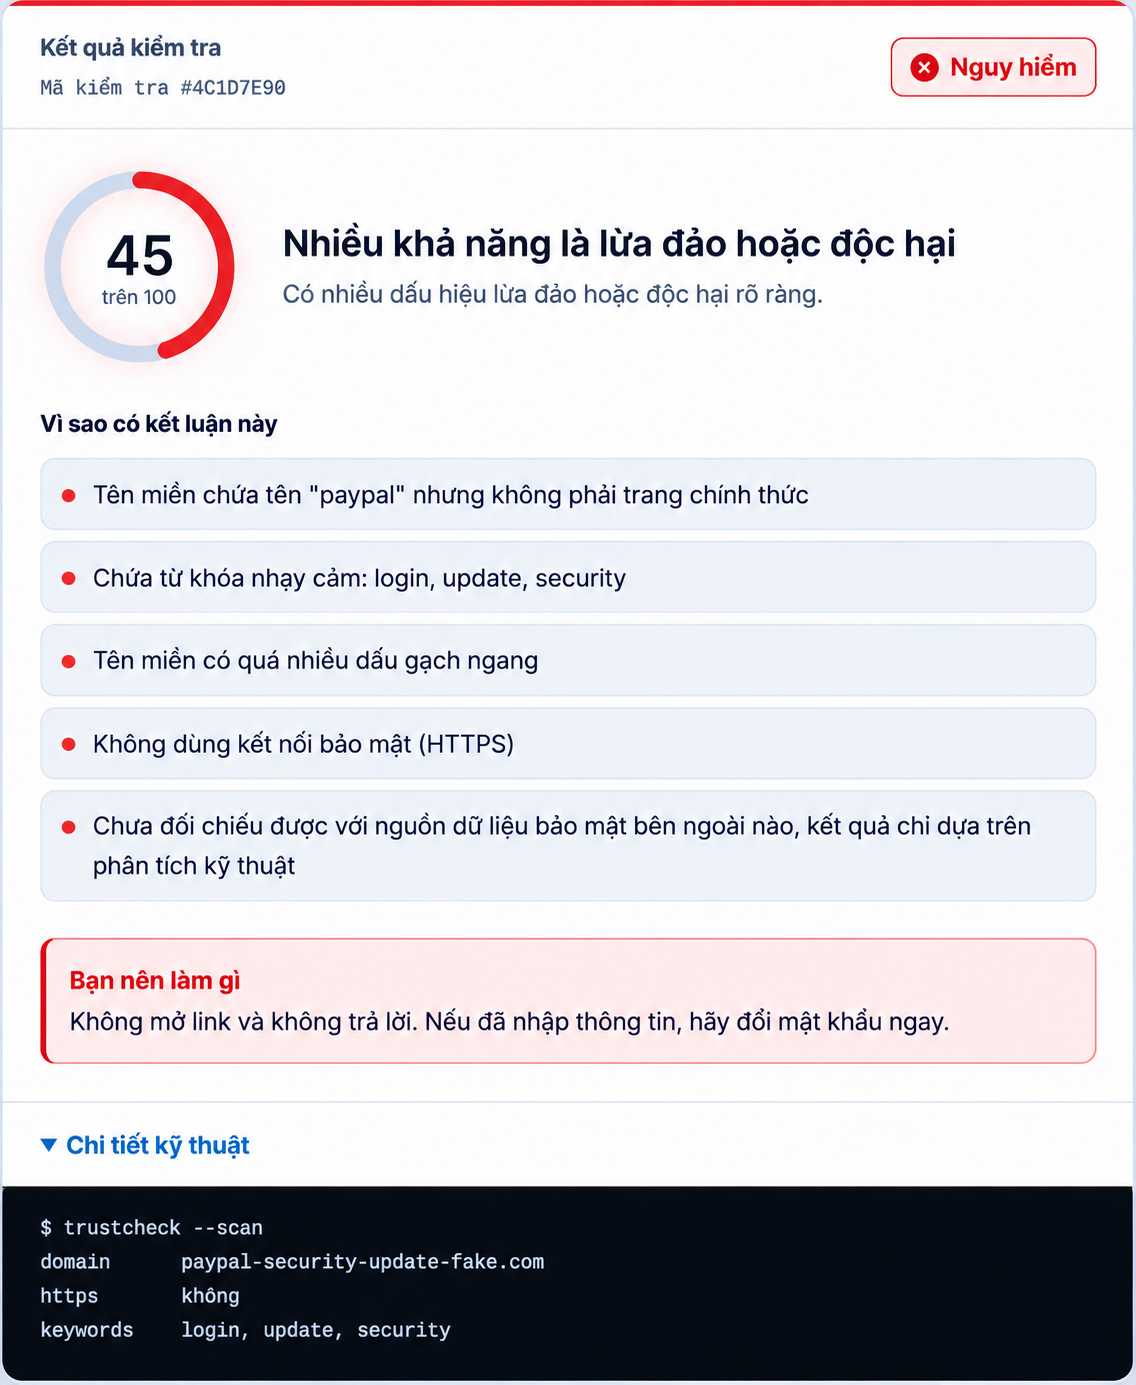 Kết quả kiểm tra
Mã kiểm tra #4C1D7E90
Nguy hiểm
45
trên 100
Nhiều khả năng là lừa đảo hoặc độc hại
Có nhiều dấu hiệu lừa đảo hoặc độc hại rõ ràng.
Vì sao có kết luận này
Tên miền chứa tên "paypal" nhưng không phải trang chính thức
Chứa từ khóa nhạy cảm: login, update, security
Tên miền có quá nhiều dấu gạch ngang
Không dùng kết nối bảo mật (HTTPS)
Chưa đối chiếu được với nguồn dữ liệu bảo mật bên ngoài nào, kết quả chỉ dựa trên
phân tích kỹ thuật
Bạn nên làm gì
Không mở link và không trả lời. Nếu đã nhập thông tin, hãy đổi mật khẩu ngay.
Chi tiết kỹ thuật
$ trustcheck --scan
domain paypal-security-update-fake.com
https không
keywords login, update, security